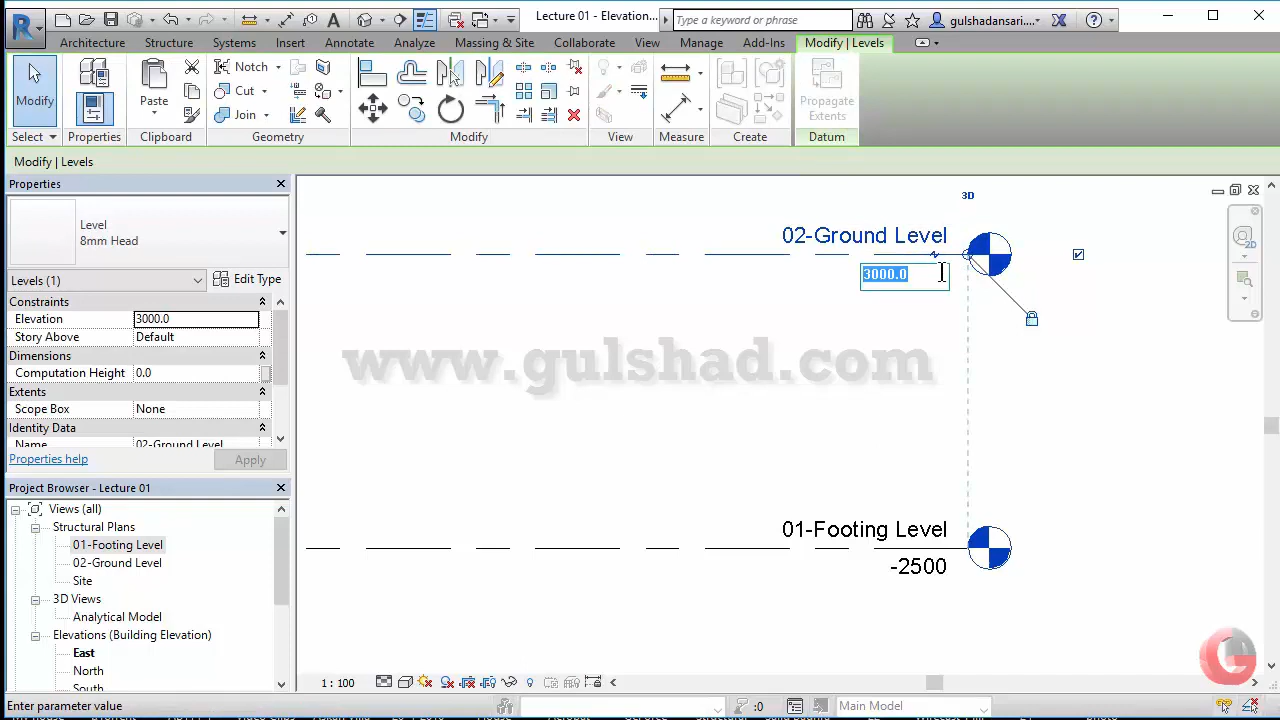 Lecture 01 - Elevation...
Type a keyword or phrase
gulshadansari....
R
Architecture
Structure
Systems
Insert
Annotate
Analyze
Massing & Site
Collaborate
View
Manage
Add-Ins
Modify | Levels
Modify
Paste
Notch
Cut
Join
Propagate
Extents
Select
Properties
Clipboard
Geometry
Modify
View
Measure
Create
Datum
Modify | Levels
Properties
Level
8mm Head
Levels (1)
Edit Type
Constraints
Elevation 3000.0
Story Above Default
Dimensions
Computation Height 0.0
Extents
Scope Box None
Identity Data
Name 02-Ground Level
Properties help
Apply
Project Browser - Lecture 01
Views (all)
Structural Plans
01-Footing Level
02-Ground Level
Site
3D Views
Analytical Model
Elevations (Building Elevation)
East
North
South
3D
02-Ground Level
3000.0
www.gulshad.com
01-Footing Level
-2500
2D
1 : 100
Enter parameter value
:0
Main Model